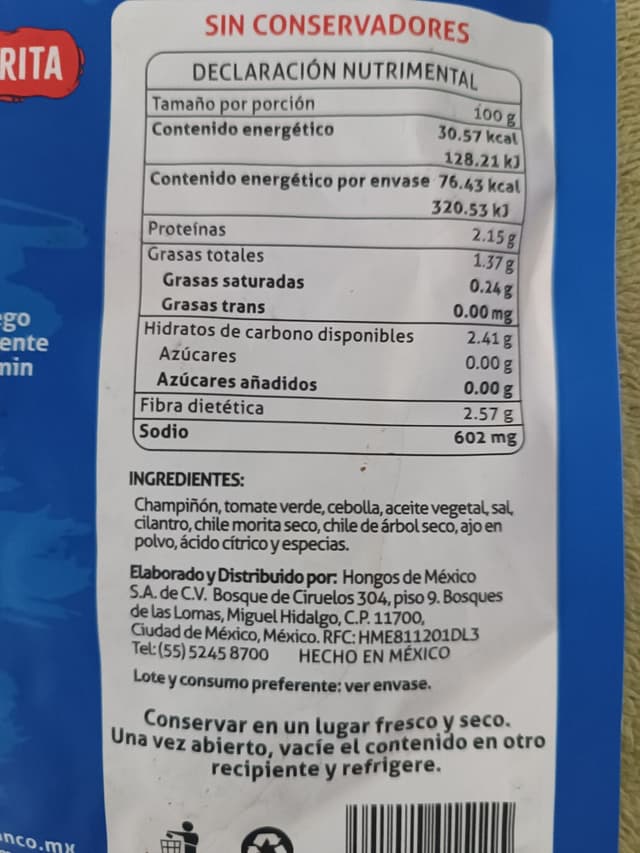 SIN CONSERVADORES
RITA
DECLARACIÓN NUTRIMENTAL
Tamaño por porción 100 g
Contenido energético 30.57 kcal
128.21 kJ
Contenido energético por envase 76.43 kcal
320.53 kJ
Proteínas 2.15 g
Grasas totales 1.37 g
Grasas saturadas 0.24 g
Grasas trans 0.00 mg
Hidratos de carbono disponibles 2.41 g
Azúcares 0.00 g
Azúcares añadidos 0.00 g
Fibra dietética 2.57 g
Sodio 602 mg
ego
ente
min
INGREDIENTES:
Champiñón, tomate verde, cebolla, aceite vegetal, sal,
cilantro, chile morita seco, chile de árbol seco, ajo en
polvo, ácido cítrico y especias.
Elaborado y Distribuido por: Hongos de México
S.A. de C.V. Bosque de Ciruelos 304, piso 9. Bosques
de las Lomas, Miguel Hidalgo, C.P. 11700,
Ciudad de México, México. RFC: HME811201DL3
Tel: (55) 5245 8700 HECHO EN MÉXICO
Lote y consumo preferente: ver envase.
Conservar en un lugar fresco y seco.
Una vez abierto, vacíe el contenido en otro
recipiente y refrigere.
nco.mx